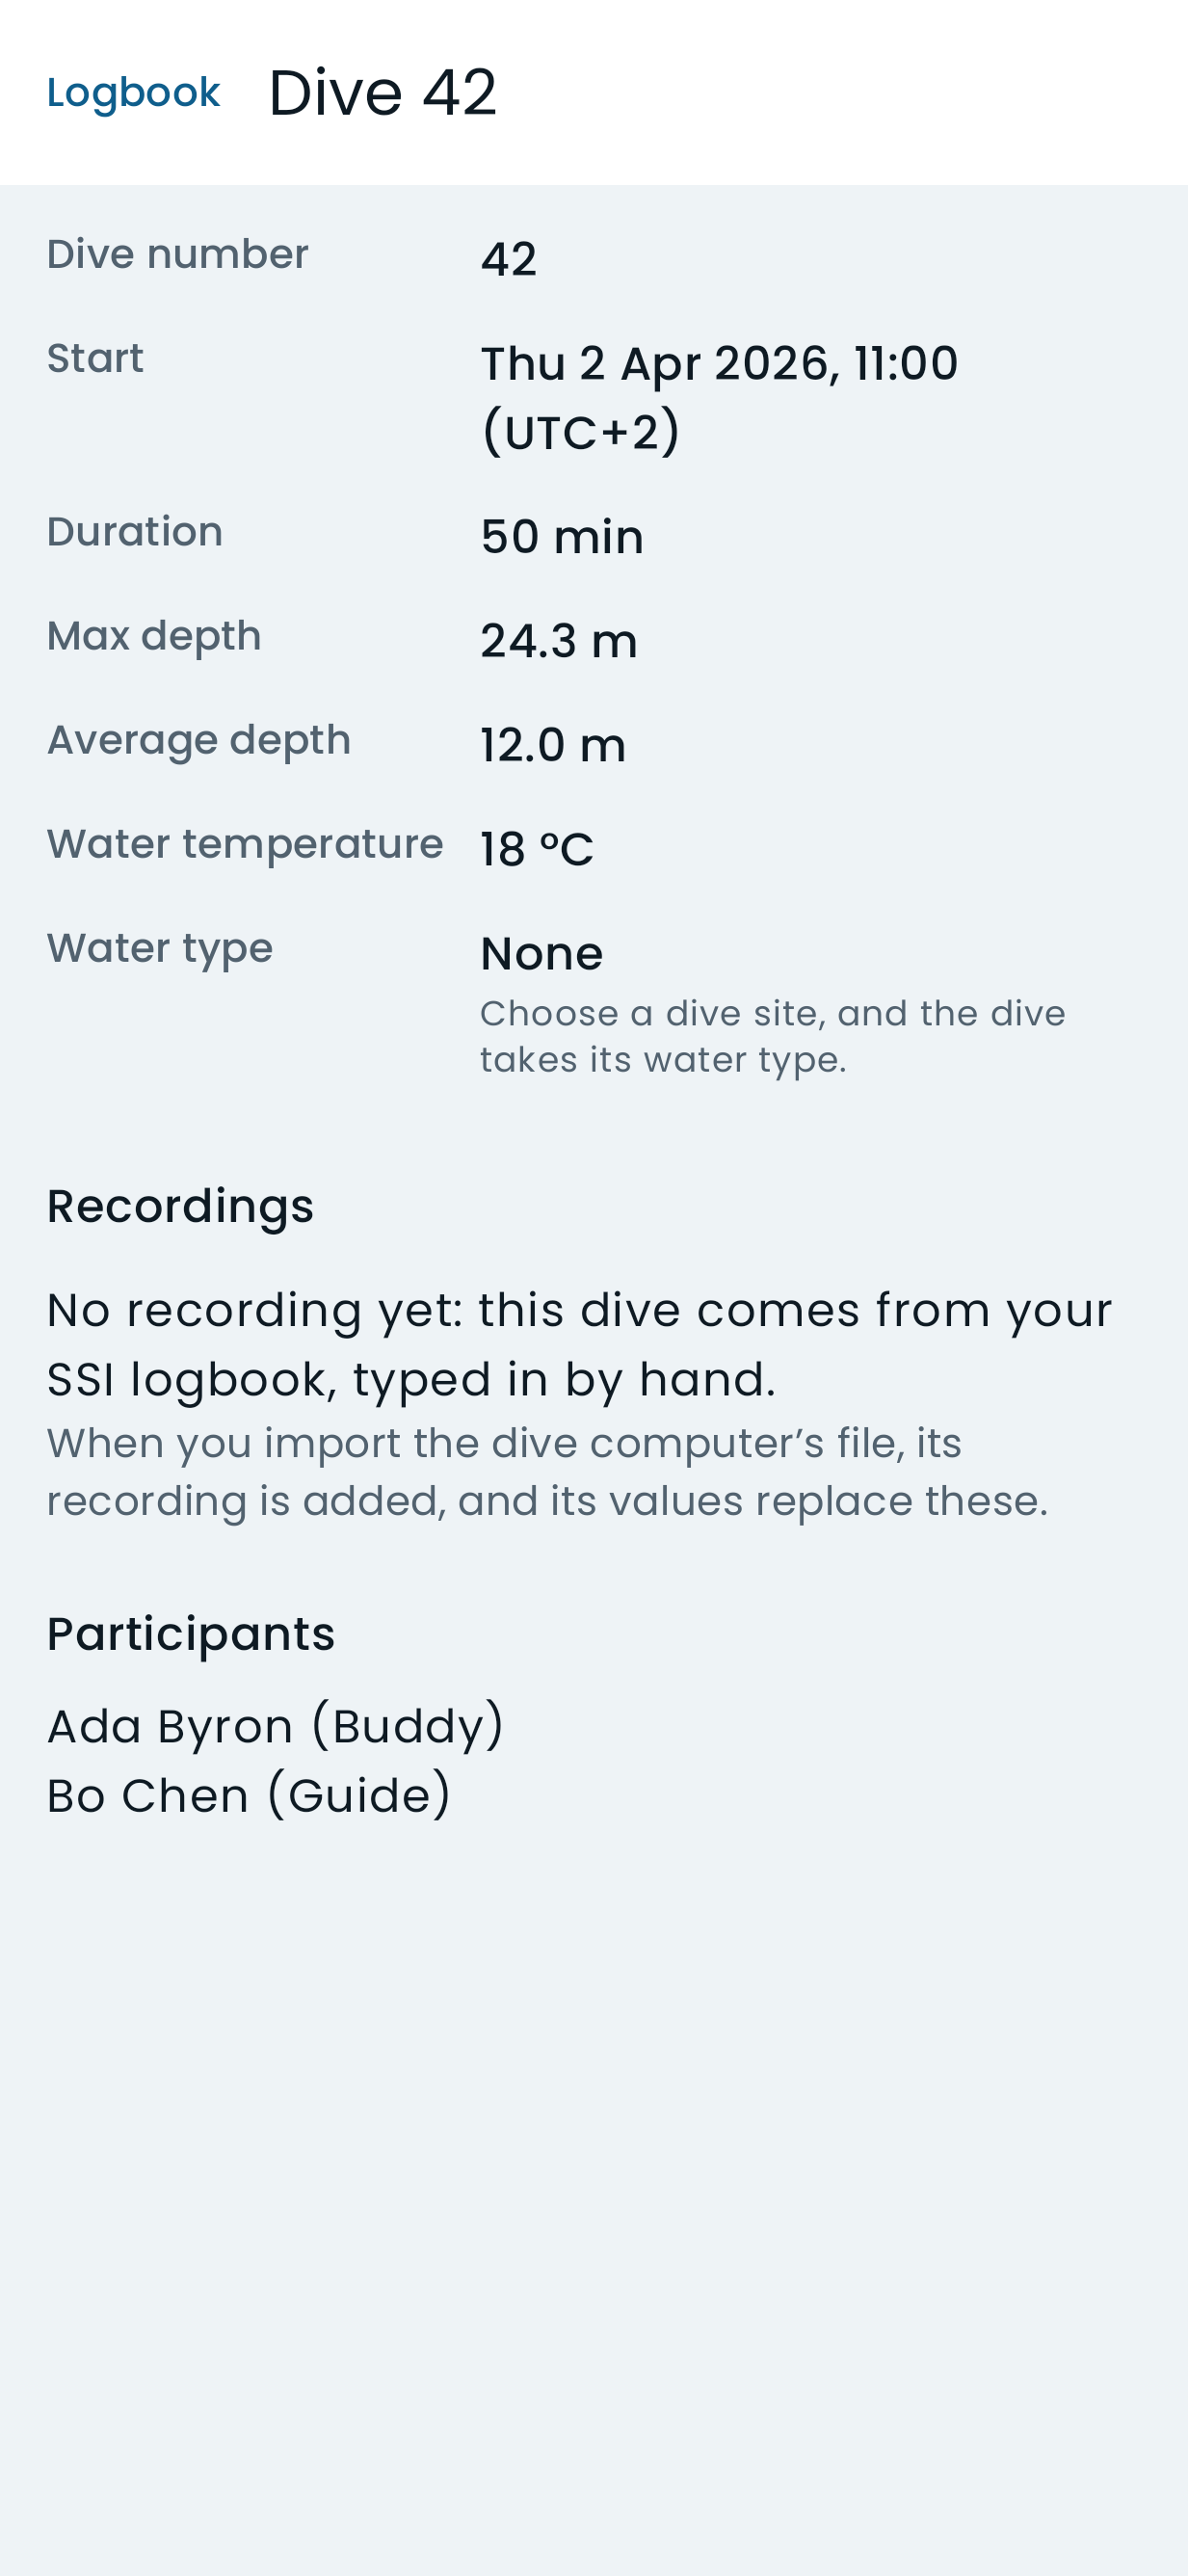 Logbook Dive 42
Dive number 42
Start Thu 2 Apr 2026, 11:00
(UTC+2)
Duration 50 min
Max depth 24.3 m
Average depth 12.0 m
Water temperature 18 °C
Water type None
Choose a dive site, and the dive
takes its water type.
Recordings
No recording yet: this dive comes from your
SSI logbook, typed in by hand.
When you import the dive computer’s file, its
recording is added, and its values replace these.
Participants
Ada Byron (Buddy)
Bo Chen (Guide)